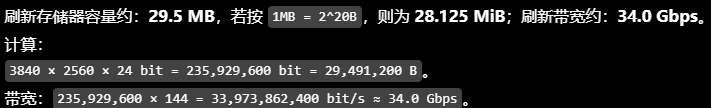 刷新存储器容量约：29.5 MB，若按 1MB = 2^20B，则为 28.125 MiB；刷新带宽约：34.0 Gbps。
计算：
3840 × 2560 × 24 bit = 235,929,600 bit = 29,491,200 B。
带宽：235,929,600 × 144 = 33,973,862,400 bit/s ≈ 34.0 Gbps。